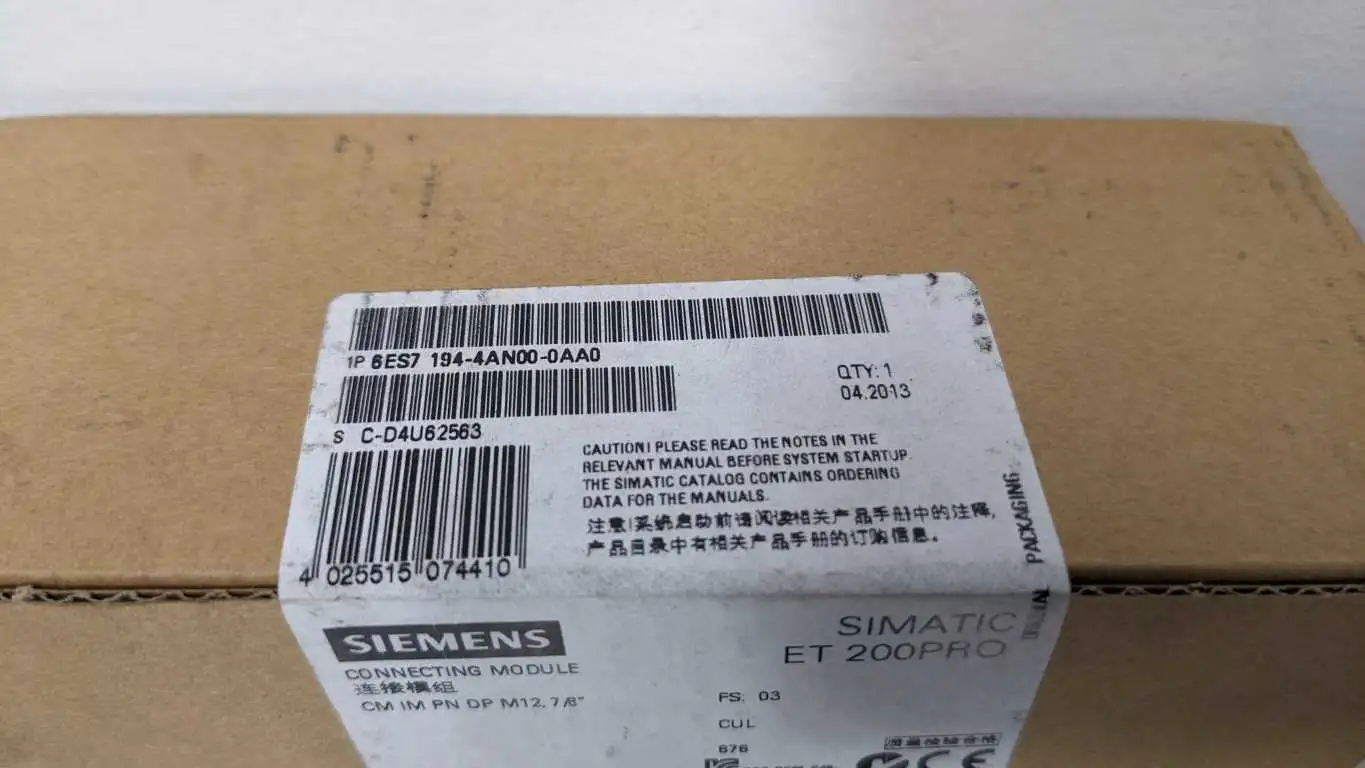 1P 6ES7 194-4AN00-0AA0
QTY: 1
04.2013
S C-D4U62563
CAUTION! PLEASE READ THE NOTES IN THE
RELEVANT MANUAL BEFORE SYSTEM STARTUP.
THE SIMATIC CATALOG CONTAINS ORDERING
DATA FOR THE MANUALS.
注意!系统启动前请阅读相关产品手册中的注释,
产品目录中有相关产品手册的订购信息。
4 025515 074410
PACKAGING
SIEMENS
SIMATIC
ET 200PRO
CONNECTING MODULE
连接模组
CM IM PN DP M12, 7/8"
FS: 03
CUL
676
CE